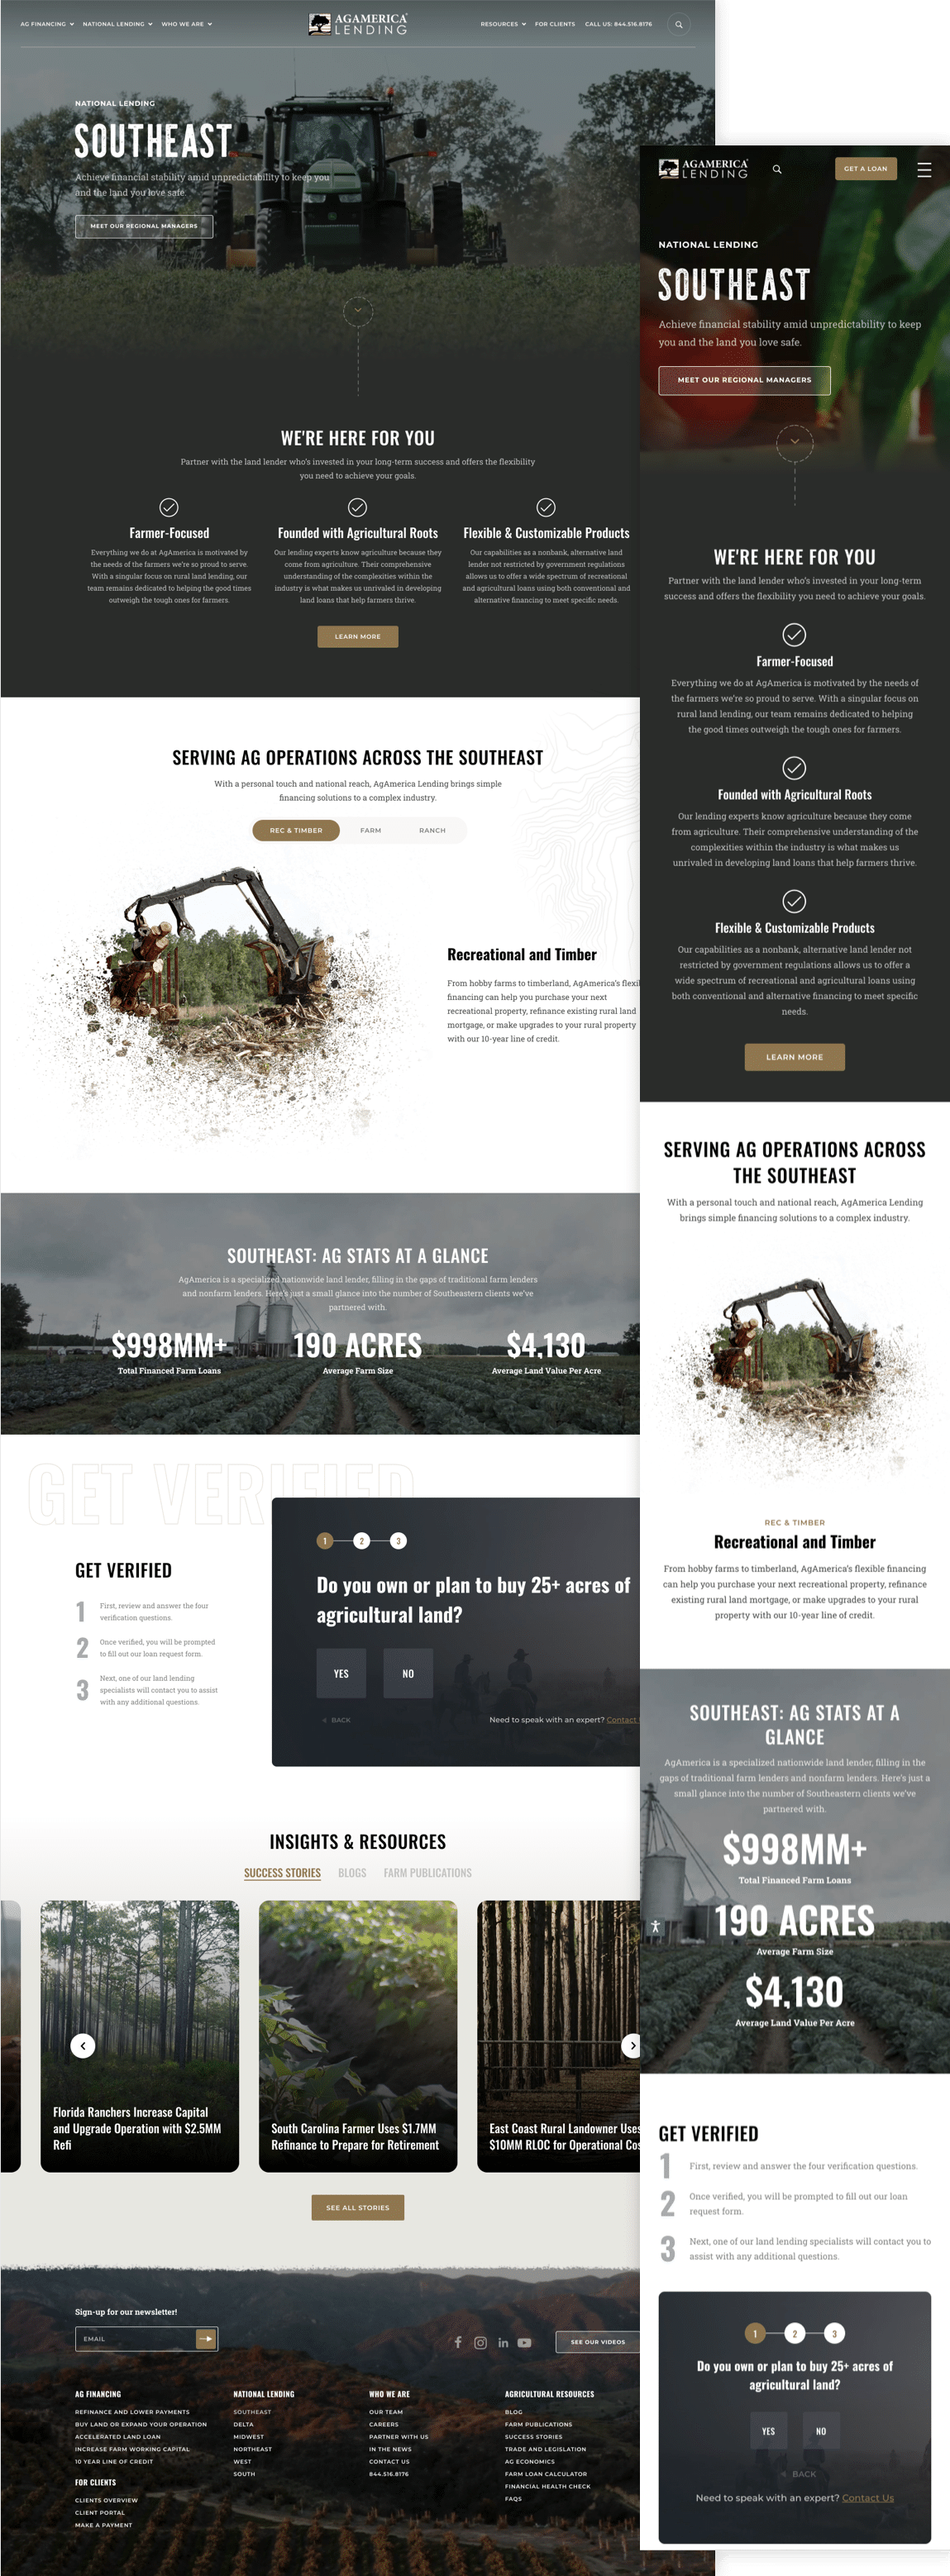 AG FINANCING
NATIONAL LENDING
WHO WE ARE
AGAMERICA
LENDING
RESOURCES
FOR CLIENTS
CALL US: 844.516.8176
NATIONAL LENDING
SOUTHEAST
Achieve financial stability amid unpredictability to keep you
and the land you love safe.
MEET OUR REGIONAL MANAGERS
WE'RE HERE FOR YOU
Partner with the land lender who's invested in your long-term success and offers the flexibility
you need to achieve your goals.
Farmer-Focused
Everything we do at AgAmerica is motivated by
the needs of the farmers we're so proud to serve.
With a singular focus on rural land lending, our
team remains dedicated to helping the good times
outweigh the tough ones for farmers.
Founded with Agricultural Roots
Our lending experts know agriculture because they
come from agriculture. Their comprehensive
understanding of the complexities within the
industry is what makes us unrivaled in developing
land loans that help farmers thrive.
Flexible & Customizable Products
Our capabilities as a nonbank, alternative land
lender not restricted by government regulations
allows us to offer a wide spectrum of recreational
and agricultural loans using both conventional and
alternative financing to meet specific needs.
LEARN MORE
SERVING AG OPERATIONS ACROSS THE SOUTHEAST
With a personal touch and national reach, AgAmerica Lending brings simple
financing solutions to a complex industry.
REC & TIMBER
FARM
RANCH
Recreational and Timber
From hobby farms to timberland, AgAmerica's flexil
financing can help you purchase your next
recreational property, refinance existing rural land
mortgage, or make upgrades to your rural property
with our 10-year line of credit.
SOUTHEAST: AG STATS AT A GLANCE
AgAmerica is a specialized nationwide land lender, filling in the gaps of traditional farm lenders
and nonfarm lenders. Here's just a small glance into the number of Southeastern clients we've
partnered with.
$998MM+
Total Financed Farm Loans
190 ACRES
Average Farm Size
$4,130
Average Land Value Per Acre
GET VERIFIED
GET VERIFIED
1
First, review and answer the four
verification questions.
2
Once verified, you will be prompted
to fill out our loan request form.
3
Next, one of our land lending
specialists will contact you to assist
with any additional questions.
1
2
3
Do you own or plan to buy 25+ acres of
agricultural land?
YES
NO
BACK
Need to speak with an expert? Contact
INSIGHTS & RESOURCES
SUCCESS STORIES
BLOGS
FARM PUBLICATIONS
Florida Ranchers Increase Capital
and Upgrade Operation with $2.5MM
Refi
South Carolina Farmer Uses $1.7MM
Refinance to Prepare for Retirement
East Coast Rural Landowner Uses
$10MM RLOC for Operational Cos
SEE ALL STORIES
Sign-up for our newsletter!
EMAIL
SEE OUR VIDEOS
AG FINANCING
REFINANCE AND LOWER PAYMENTS
BUY LAND OR EXPAND YOUR OPERATION
ACCELERATED LAND LOAN
INCREASE FARM WORKING CAPITAL
10 YEAR LINE OF CREDIT
FOR CLIENTS
CLIENTS OVERVIEW
CLIENT PORTAL
MAKE A PAYMENT
NATIONAL LENDING
SOUTHEAST
DELTA
MIDWEST
NORTHEAST
WEST
SOUTH
WHO WE ARE
OUR TEAM
CAREERS
PARTNER WITH US
IN THE NEWS
CONTACT US
844.516.8176
AGRICULTURAL RESOURCES
BLOG
FARM PUBLICATIONS
SUCCESS STORIES
TRADE AND LEGISLATION
AG ECONOMICS
FARM LOAN CALCULATOR
FINANCIAL HEALTH CHECK
FAQS
AGAMERICA
LENDING
GET A LOAN
NATIONAL LENDING
SOUTHEAST
Achieve financial stability amid unpredictability to keep
you and the land you love safe.
MEET OUR REGIONAL MANAGERS
WE'RE HERE FOR YOU
Partner with the land lender who's invested in your long-term
success and offers the flexibility you need to achieve your goals.
Farmer-Focused
Everything we do at AgAmerica is motivated by the needs of
the farmers we're so proud to serve. With a singular focus on
rural land lending, our team remains dedicated to helping
the good times outweigh the tough ones for farmers.
Founded with Agricultural Roots
Our lending experts know agriculture because they come
from agriculture. Their comprehensive understanding of the
complexities within the industry is what makes us
unrivaled in developing land loans that help farmers thrive.
Flexible & Customizable Products
Our capabilities as a nonbank, alternative land lender not
restricted by government regulations allows us to offer a
wide spectrum of recreational and agricultural loans using
both conventional and alternative financing to meet specific
needs.
LEARN MORE
SERVING AG OPERATIONS ACROSS
THE SOUTHEAST
With a personal touch and national reach, AgAmerica Lending
brings simple financing solutions to a complex industry.
REC & TIMBER
Recreational and Timber
From hobby farms to timberland, AgAmerica's flexible financing
can help you purchase your next recreational property, refinance
existing rural land mortgage, or make upgrades to your rural
property with our 10-year line of credit.
SOUTHEAST: AG STATS AT A
GLANCE
AgAmerica is a specialized nationwide land lender, filling in the
gaps of traditional farm lenders and nonfarm lenders. Here's just a
small glance into the number of Southeastern clients we've
partnered with.
$998MM+
Total Financed Farm Loans
190 ACRES
Average Farm Size
$4,130
Average Land Value Per Acre
GET VERIFIED
1
First, review and answer the four verification questions.
2
Once verified, you will be prompted to fill out our loan
request form.
3
Next, one of our land lending specialists will contact you to
assist with any additional questions.
1
2
3
Do you own or plan to buy 25+ acres of
agricultural land?
YES
NO
BACK
Need to speak with an expert? Contact Us